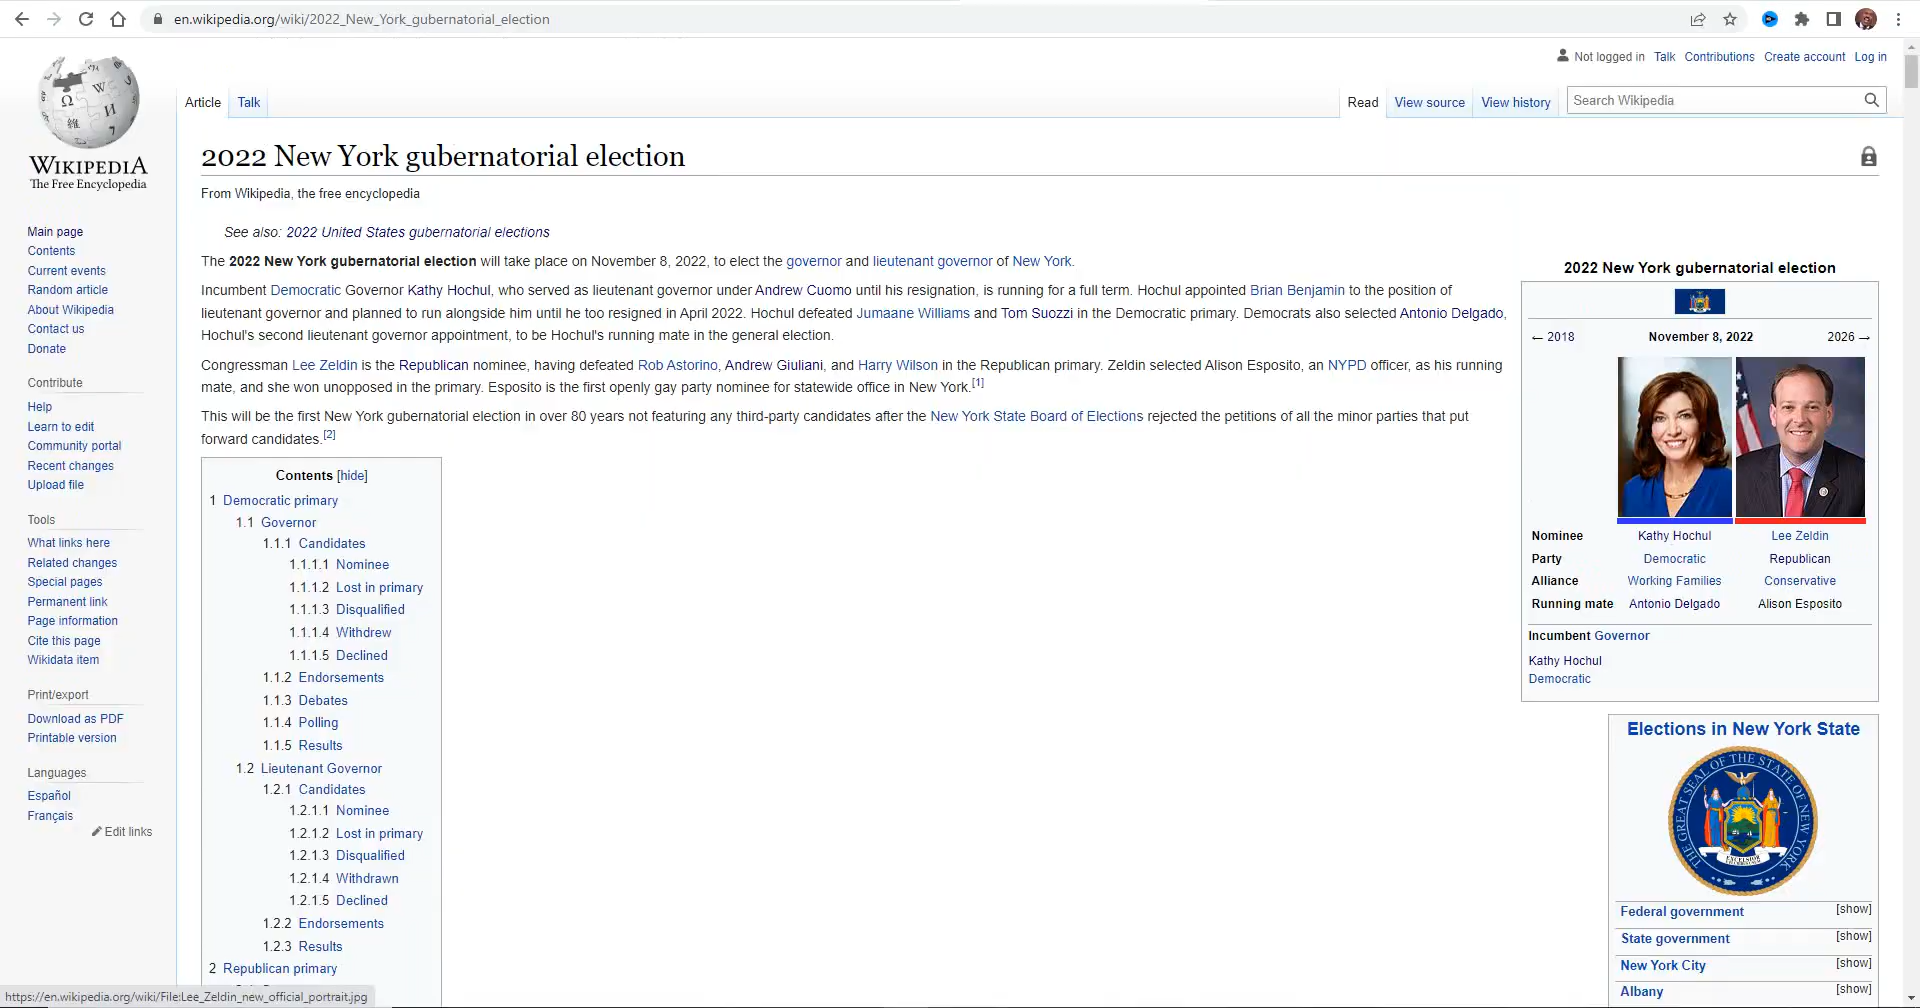 en.wikipedia.org/wiki/2022_New_York_gubernatorial_election
Not logged in Talk Contributions Create account Log in
Article Talk Read View source View history Search Wikipedia
WIKIPEDIA
The Free Encyclopedia
2022 New York gubernatorial election
From Wikipedia, the free encyclopedia
See also: 2022 United States gubernatorial elections
The 2022 New York gubernatorial election will take place on November 8, 2022, to elect the governor and lieutenant governor of New York.
Incumbent Democratic Governor Kathy Hochul, who served as lieutenant governor under Andrew Cuomo until his resignation, is running for a full term. Hochul appointed Brian Benjamin to the position of
lieutenant governor and planned to run alongside him until he too resigned in April 2022. Hochul defeated Jumaane Williams and Tom Suozzi in the Democratic primary. Democrats also selected Antonio Delgado,
Hochul's second lieutenant governor appointment, to be Hochul's running mate in the general election.
Congressman Lee Zeldin is the Republican nominee, having defeated Rob Astorino, Andrew Giuliani, and Harry Wilson in the Republican primary. Zeldin selected Alison Esposito, an NYPD officer, as his running
mate, and she won unopposed in the primary. Esposito is the first openly gay party nominee for statewide office in New York.[1]
This will be the first New York gubernatorial election in over 80 years not featuring any third-party candidates after the New York State Board of Elections rejected the petitions of all the minor parties that put
forward candidates.[2]
Contents [hide]
1 Democratic primary
1.1 Governor
1.1.1 Candidates
1.1.1.1 Nominee
1.1.1.2 Lost in primary
1.1.1.3 Disqualified
1.1.1.4 Withdrew
1.1.1.5 Declined
1.1.2 Endorsements
1.1.3 Debates
1.1.4 Polling
1.1.5 Results
1.2 Lieutenant Governor
1.2.1 Candidates
1.2.1.1 Nominee
1.2.1.2 Lost in primary
1.2.1.3 Disqualified
1.2.1.4 Withdrawn
1.2.1.5 Declined
1.2.2 Endorsements
1.2.3 Results
2 Republican primary
Main page
Contents
Current events
Random article
About Wikipedia
Contact us
Donate
Contribute
Help
Learn to edit
Community portal
Recent changes
Upload file
Tools
What links here
Related changes
Special pages
Permanent link
Page information
Cite this page
Wikidata item
Print/export
Download as PDF
Printable version
Languages
Español
Français
Edit links
2022 New York gubernatorial election
← 2018 November 8, 2022 2026 →
Nominee Kathy Hochul Lee Zeldin
Party Democratic Republican
Alliance Working Families Conservative
Running mate Antonio Delgado Alison Esposito
Incumbent Governor
Kathy Hochul
Democratic
Elections in New York State
THE GREAT SEAL OF THE STATE OF NEW YORK
EXCELSIOR
Federal government [show]
State government [show]
New York City [show]
Albany [show]
https://en.wikipedia.org/wiki/File:Lee_Zeldin_new_official_portrait.jpg